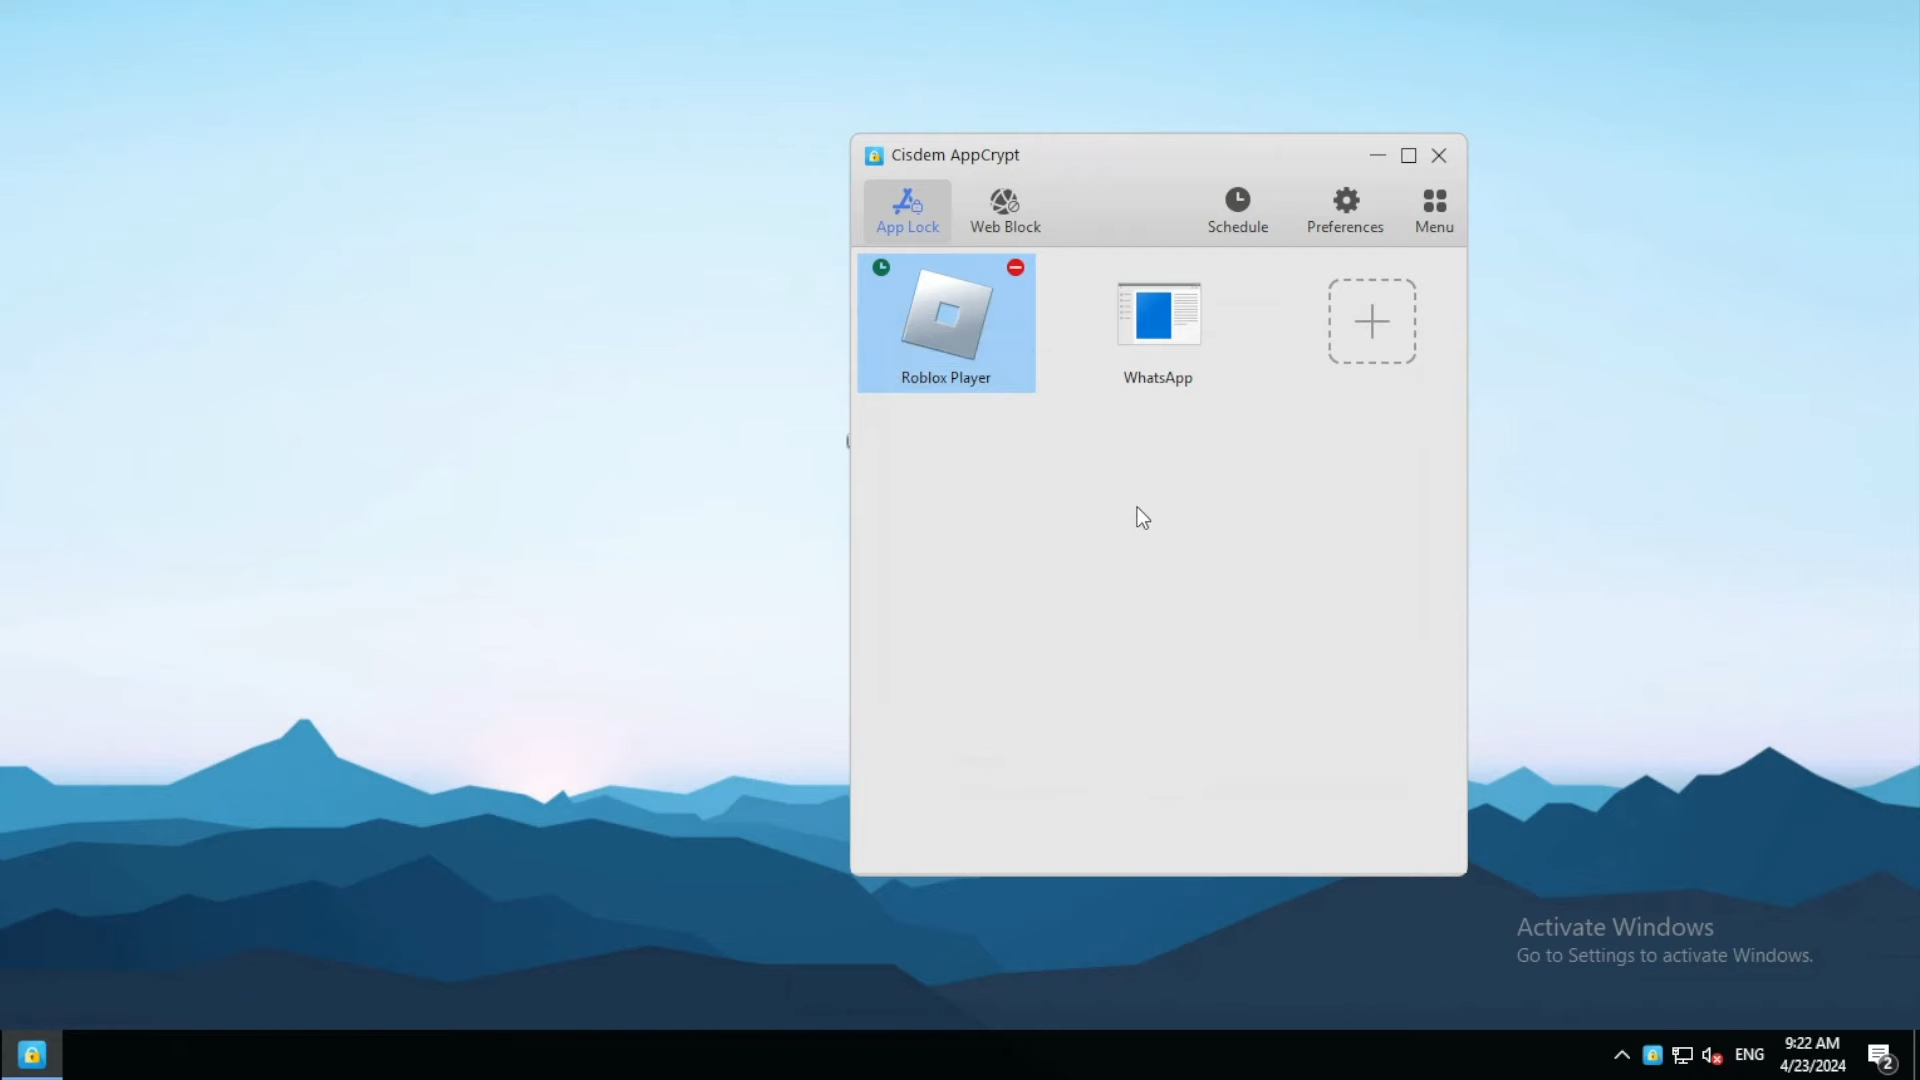 Cisdem AppCrypt
App Lock
Web Block
Schedule
Preferences
Menu
Roblox Player
WhatsApp
Activate Windows
Go to Settings to activate Windows.
ENG
9:22 AM
4/23/2024
2